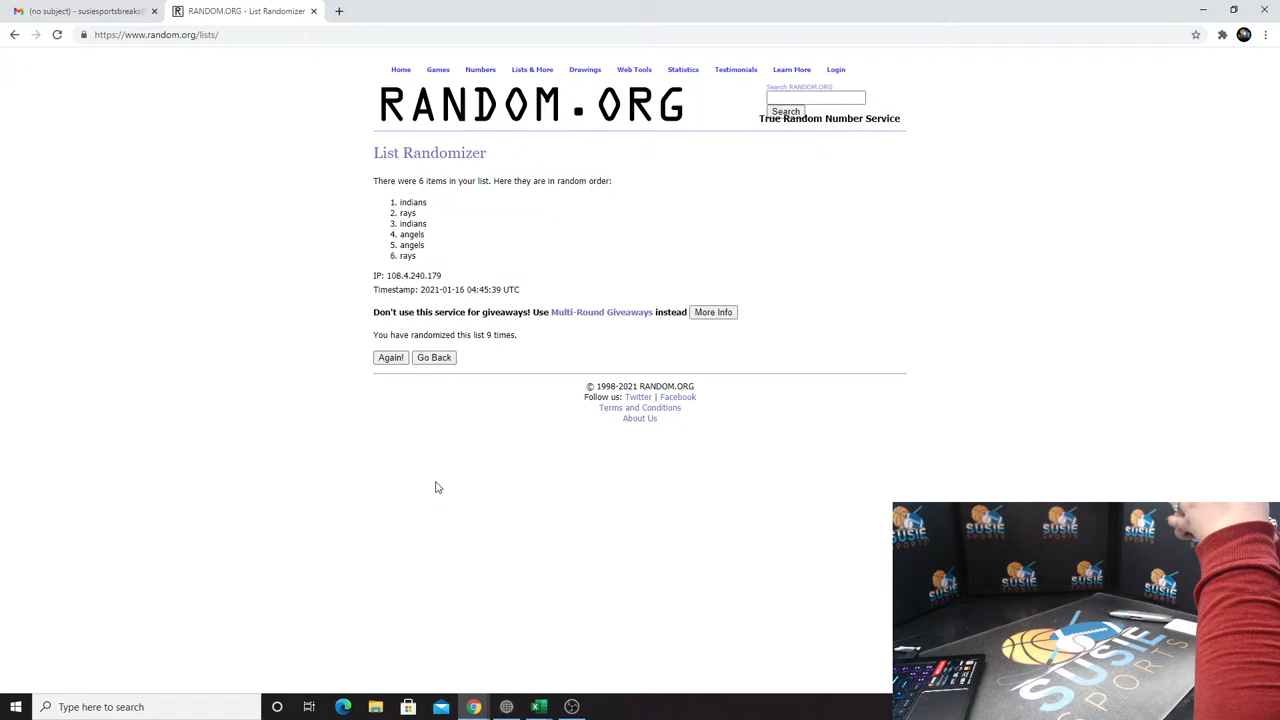 (no subject) - susiesportsbreaks@
RANDOM.ORG - List Randomizer
https://www.random.org/lists/
Home Games Numbers Lists & More Drawings Web Tools Statistics Testimonials Learn More Login
Search RANDOM.ORG
RANDOM.ORG
Search
True Random Number Service
List Randomizer
There were 6 items in your list. Here they are in random order:
1. indians
2. rays
3. indians
4. angels
5. angels
6. rays
IP: 108.4.240.179
Timestamp: 2021-01-16 04:45:39 UTC
Don't use this service for giveaways! Use Multi-Round Giveaways instead More Info
You have randomized this list 9 times.
Again! Go Back
© 1998-2021 RANDOM.ORG
Follow us: Twitter | Facebook
Terms and Conditions
About Us
SUSIE
SPORTS
SUSIE
SPORTS
Type here to search